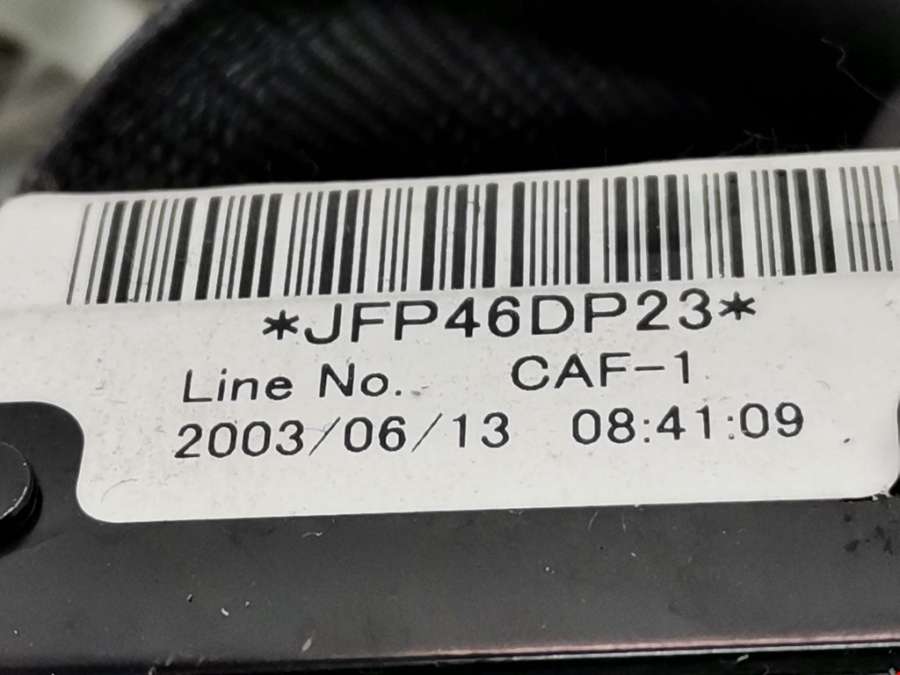 *JFP46DP23*
Line No. CAF-1
2003/06/13 08:41:09